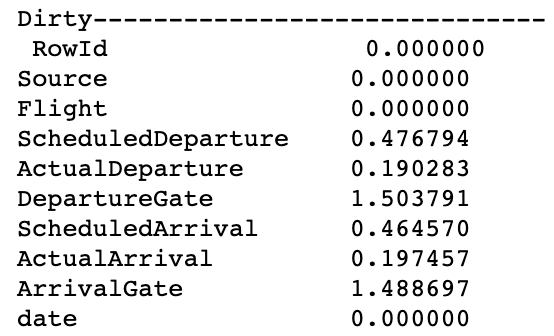 Dirty------------------------------
 RowId                 0.000000
Source                0.000000
Flight                0.000000
ScheduledDeparture    0.476794
ActualDeparture       0.190283
DepartureGate         1.503791
ScheduledArrival      0.464570
ActualArrival         0.197457
ArrivalGate           1.488697
date                  0.000000